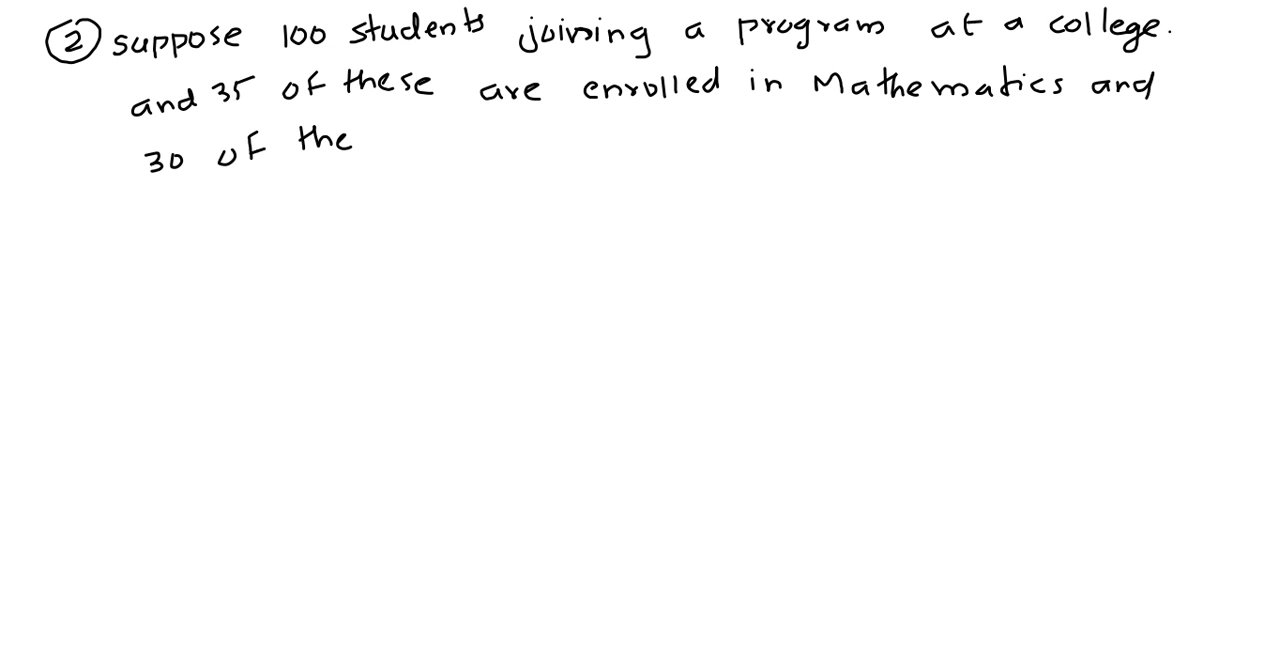 ② suppose 100 students joining a program at a college.
and 35 of these are enrolled in Mathematics and
30 of the